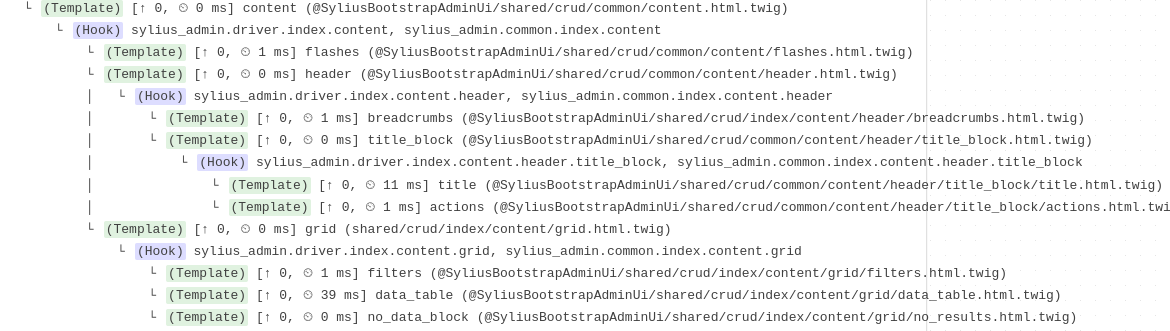 └ (Template) [↑ 0, ⏲ 0 ms] content (@SyliusBootstrapAdminUi/shared/crud/common/content.html.twig)
└ (Hook) sylius_admin.driver.index.content, sylius_admin.common.index.content
└ (Template) [↑ 0, ⏲ 1 ms] flashes (@SyliusBootstrapAdminUi/shared/crud/common/content/flashes.html.twig)
└ (Template) [↑ 0, ⏲ 0 ms] header (@SyliusBootstrapAdminUi/shared/crud/common/content/header.html.twig)
│ └ (Hook) sylius_admin.driver.index.content.header, sylius_admin.common.index.content.header
│ └ (Template) [↑ 0, ⏲ 1 ms] breadcrumbs (@SyliusBootstrapAdminUi/shared/crud/index/content/header/breadcrumbs.html.twig)
│ └ (Template) [↑ 0, ⏲ 0 ms] title_block (@SyliusBootstrapAdminUi/shared/crud/common/content/header/title_block.html.twig)
│ └ (Hook) sylius_admin.driver.index.content.header.title_block, sylius_admin.common.index.content.header.title_block
│ └ (Template) [↑ 0, ⏲ 11 ms] title (@SyliusBootstrapAdminUi/shared/crud/common/content/header/title_block/title.html.twig)
│ └ (Template) [↑ 0, ⏲ 1 ms] actions (@SyliusBootstrapAdminUi/shared/crud/common/content/header/title_block/actions.html.twi
└ (Template) [↑ 0, ⏲ 0 ms] grid (shared/crud/index/content/grid.html.twig)
└ (Hook) sylius_admin.driver.index.content.grid, sylius_admin.common.index.content.grid
└ (Template) [↑ 0, ⏲ 1 ms] filters (@SyliusBootstrapAdminUi/shared/crud/index/content/grid/filters.html.twig)
└ (Template) [↑ 0, ⏲ 39 ms] data_table (@SyliusBootstrapAdminUi/shared/crud/index/content/grid/data_table.html.twig)
└ (Template) [↑ 0, ⏲ 0 ms] no_data_block (@SyliusBootstrapAdminUi/shared/crud/index/content/grid/no_results.html.twig)